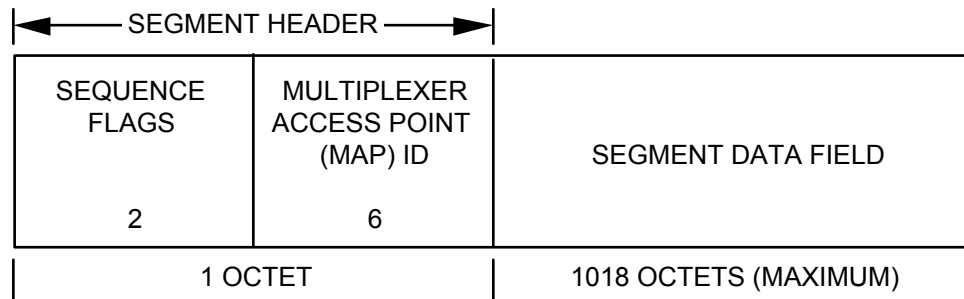 SEGMENT HEADER
SEQUENCE
FLAGS
2
MULTIPLEXER
ACCESS POINT
(MAP) ID
6
SEGMENT DATA FIELD
1 OCTET
1018 OCTETS (MAXIMUM)